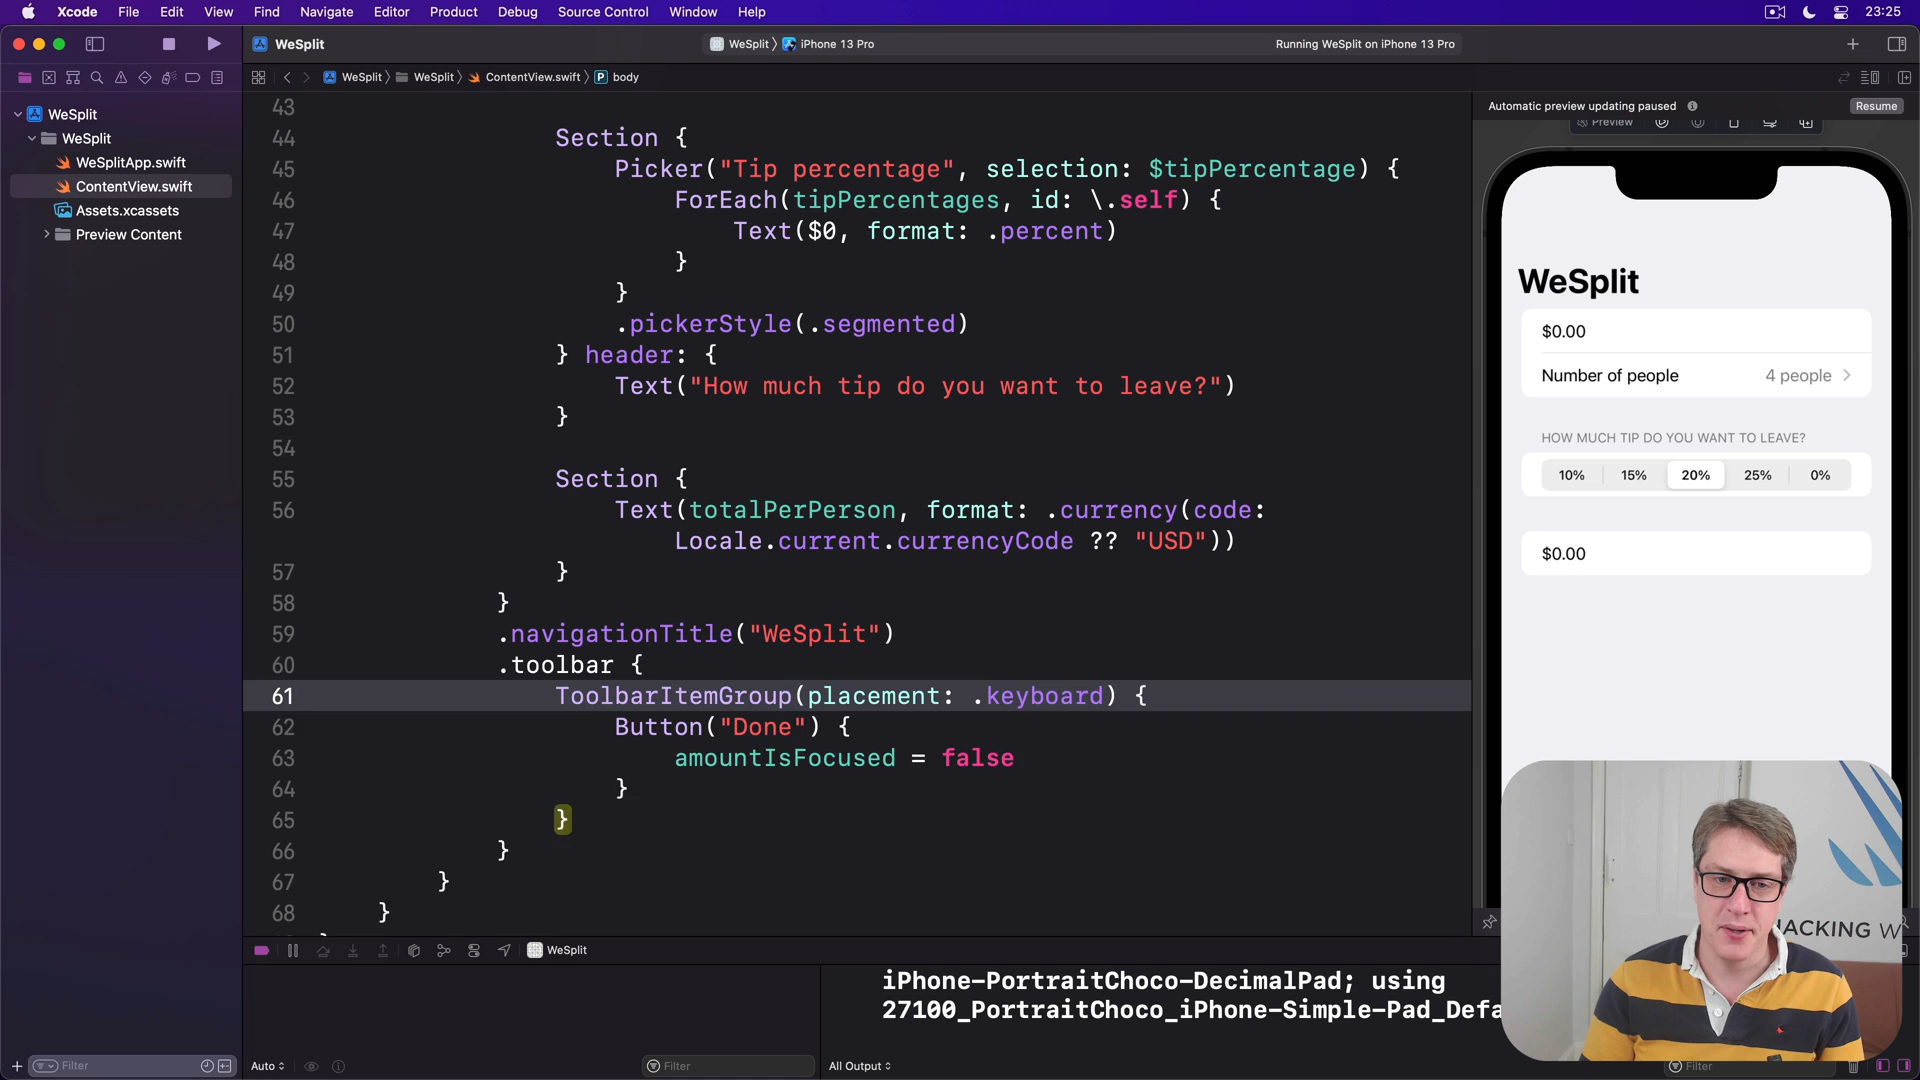 Xcode File Edit View Find Navigate Editor Product Debug Source Control Window Help 23:25
WeSplit
WeSplit iPhone 13 Pro
Running WeSplit on iPhone 13 Pro
WeSplit WeSplit ContentView.swift P body
WeSplit
WeSplit
WeSplitApp.swift
ContentView.swift
Assets.xcassets
Preview Content
43
44 Section {
45 Picker("Tip percentage", selection: $tipPercentage) {
46 ForEach(tipPercentages, id: \.self) {
47 Text($0, format: .percent)
48 }
49 }
50 .pickerStyle(.segmented)
51 } header: {
52 Text("How much tip do you want to leave?")
53 }
54
55 Section {
56 Text(totalPerPerson, format: .currency(code:
Locale.current.currencyCode ?? "USD"))
57 }
58 }
59 .navigationTitle("WeSplit")
60 .toolbar {
61 ToolbarItemGroup(placement: .keyboard) {
62 Button("Done") {
63 amountIsFocused = false
64 }
65 }
66 }
67 }
68 }
Automatic preview updating paused
Resume
Preview
WeSplit
$0.00
Number of people 4 people
HOW MUCH TIP DO YOU WANT TO LEAVE?
10% 15% 20% 25% 0%
$0.00
HACKING W
WeSplit
iPhone-PortraitChoco-DecimalPad; using
27100_PortraitChoco_iPhone-Simple-Pad_Defa
Filter
Auto
Filter
All Output
Filter